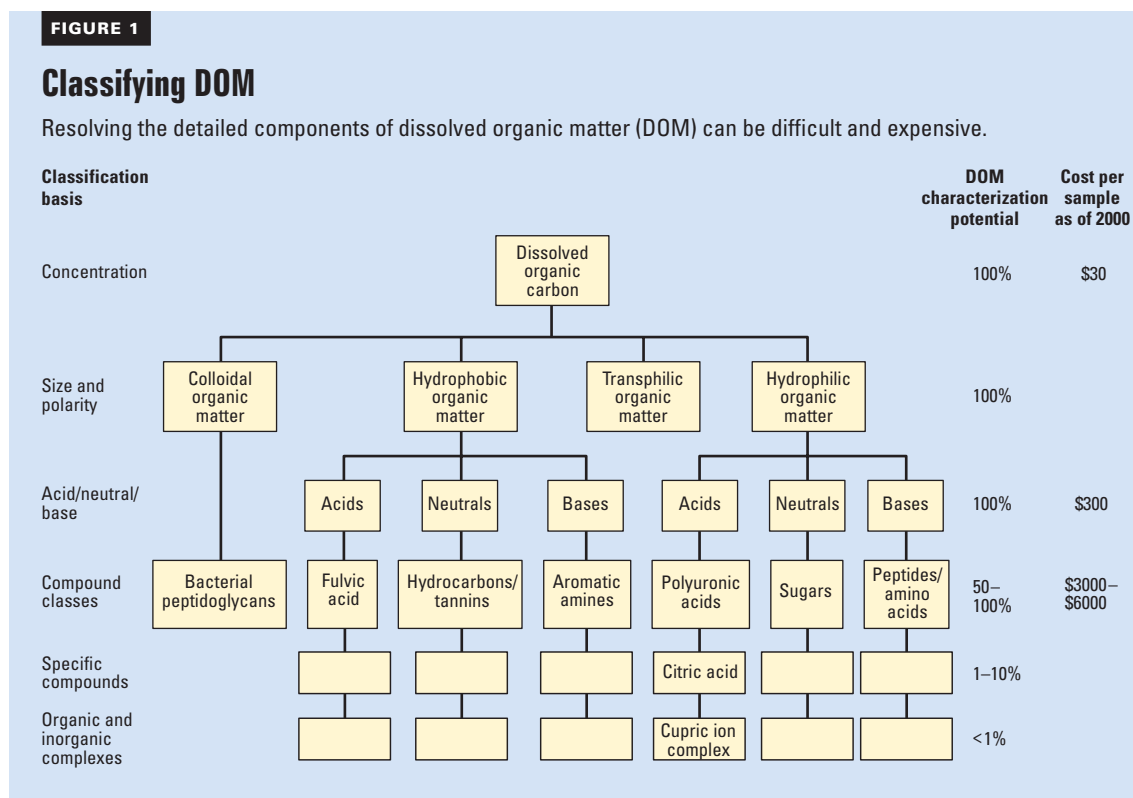 FIGURE 1
Classifying DOM
Resolving the detailed components of dissolved organic matter (DOM) can be difficult and expensive.
Classification
basis
DOM
characterization
potential
Cost per
sample
as of 2000
Concentration
Dissolved
organic
carbon
100%
$30
Size and
polarity
Colloidal
organic
matter
Hydrophobic
organic
matter
Transphilic
organic
matter
Hydrophilic
organic
matter
100%
Acid/neutral/
base
Acids
Neutrals
Bases
Acids
Neutrals
Bases
100%
$300
Compound
classes
Bacterial
peptidoglycans
Fulvic
acid
Hydrocarbons/
tannins
Aromatic
amines
Polyuronic
acids
Sugars
Peptides/
amino
acids
50–
100%
$3000–
$6000
Specific
compounds
Citric acid
1–10%
Organic and
inorganic
complexes
Cupric ion
complex
<1%